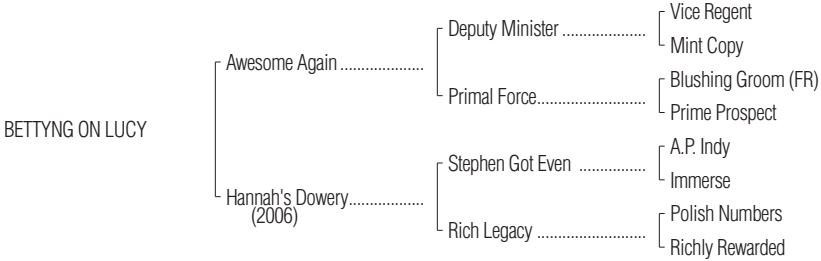 Vice Regent
Deputy Minister ....................
Mint Copy
Awesome Again ....................
Blushing Groom (FR)
Primal Force..........................
Prime Prospect
BETTYNG ON LUCY
A.P. Indy
Stephen Got Even ................
Immerse
Hannah's Dowery..................
(2006)
Polish Numbers
Rich Legacy ..........................
Richly Rewarded